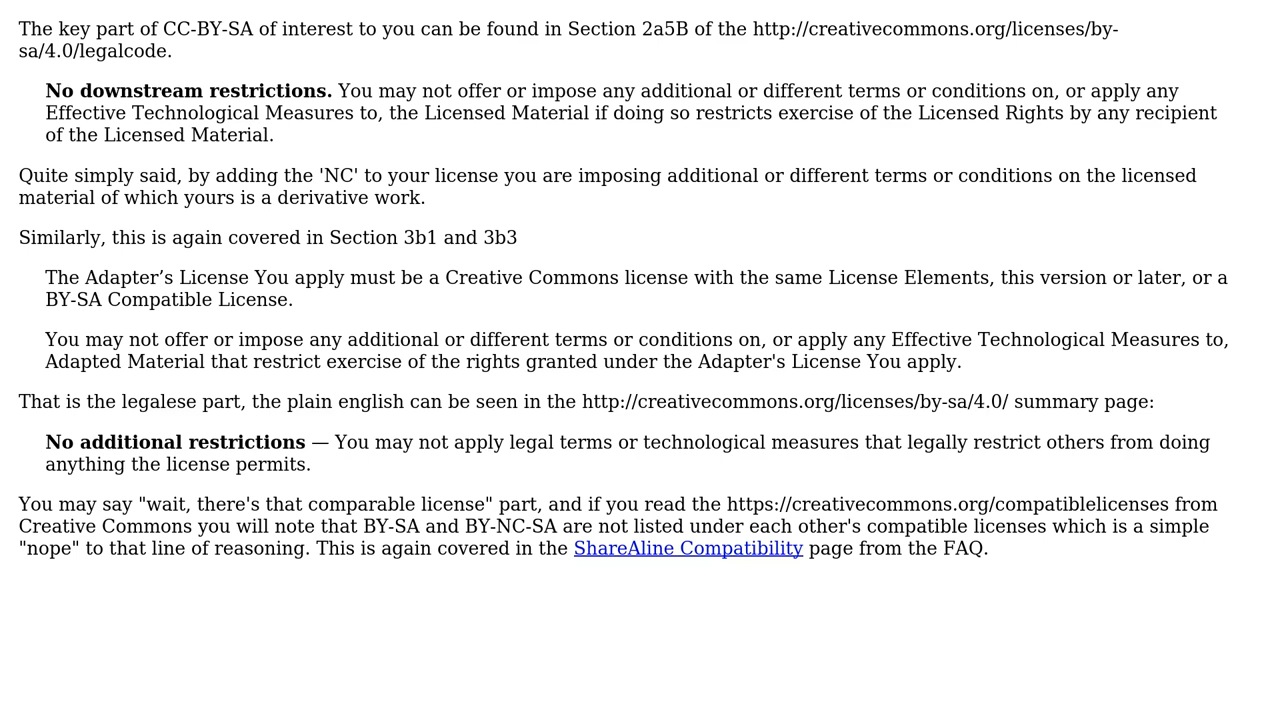 The key part of CC-BY-SA of interest to you can be found in Section 2a5B of the http://creativecommons.org/licenses/by-
sa/4.0/legalcode.
No downstream restrictions. You may not offer or impose any additional or different terms or conditions on, or apply any
Effective Technological Measures to, the Licensed Material if doing so restricts exercise of the Licensed Rights by any recipient
of the Licensed Material.
Quite simply said, by adding the 'NC' to your license you are imposing additional or different terms or conditions on the licensed
material of which yours is a derivative work.
Similarly, this is again covered in Section 3b1 and 3b3
The Adapter’s License You apply must be a Creative Commons license with the same License Elements, this version or later, or a
BY-SA Compatible License.
You may not offer or impose any additional or different terms or conditions on, or apply any Effective Technological Measures to,
Adapted Material that restrict exercise of the rights granted under the Adapter's License You apply.
That is the legalese part, the plain english can be seen in the http://creativecommons.org/licenses/by-sa/4.0/ summary page:
No additional restrictions — You may not apply legal terms or technological measures that legally restrict others from doing
anything the license permits.
You may say "wait, there's that comparable license" part, and if you read the https://creativecommons.org/compatiblelicenses from
Creative Commons you will note that BY-SA and BY-NC-SA are not listed under each other's compatible licenses which is a simple
"nope" to that line of reasoning. This is again covered in the ShareAline Compatibility page from the FAQ.